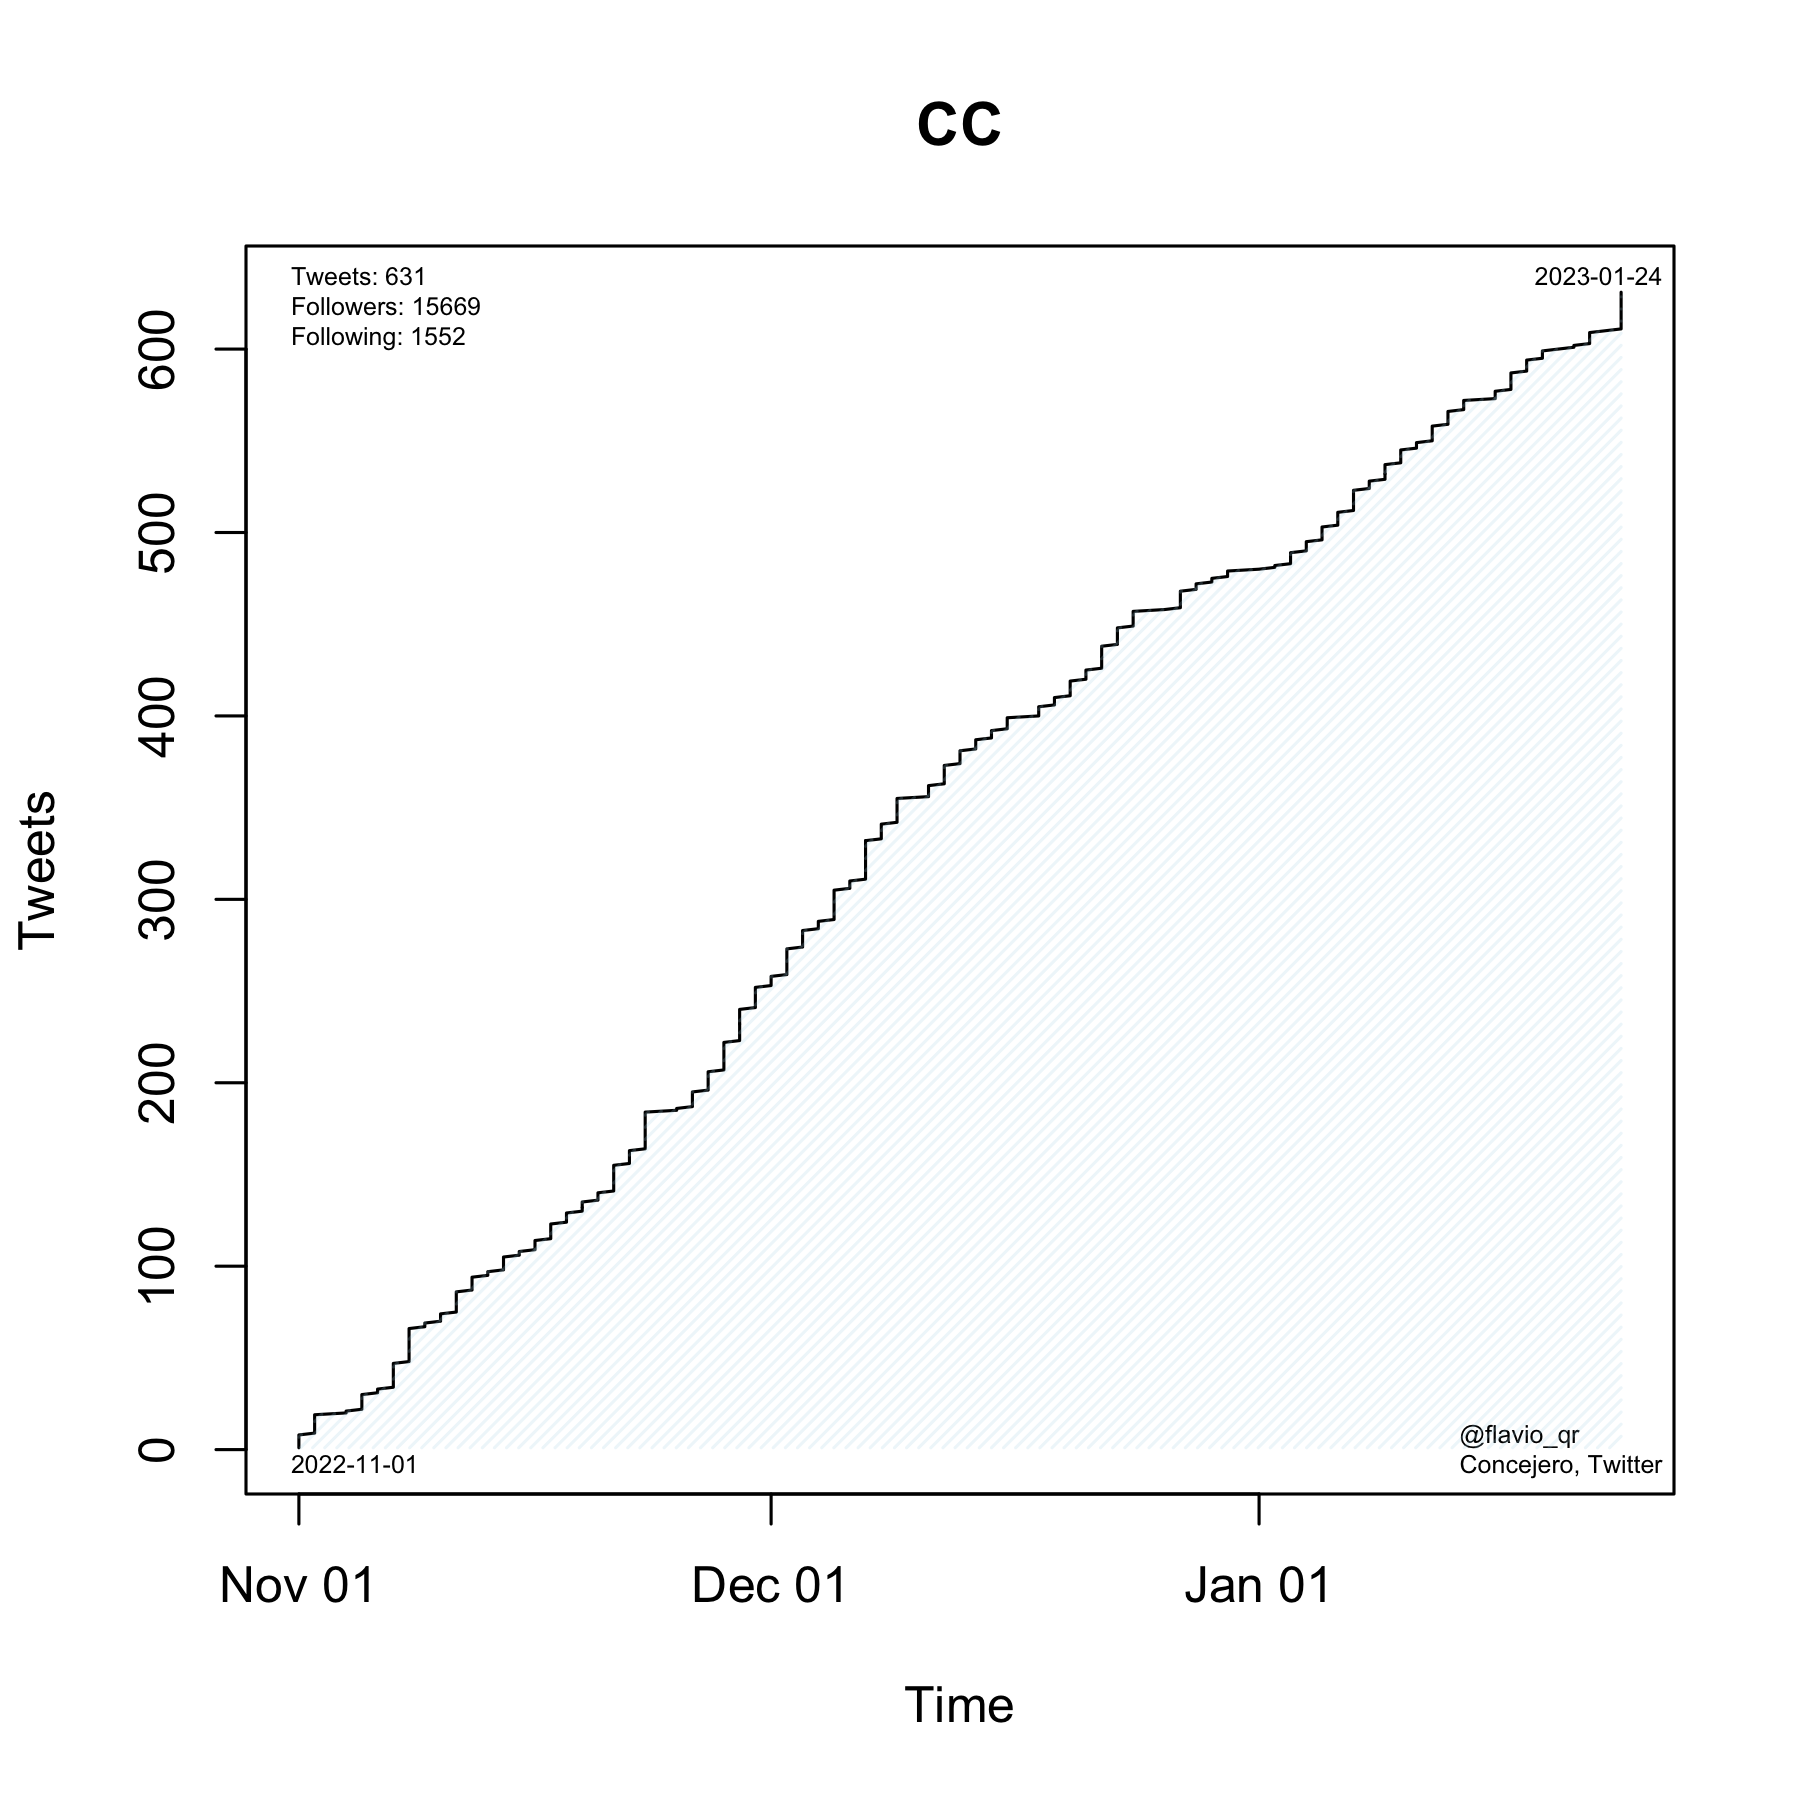 CC
Tweets: 631
Followers: 15669
Following: 1552
2023-01-24
600
500
400
300
200
100
0
Tweets
2022-11-01
@flavio_qr
Concejero, Twitter
Nov 01
Dec 01
Jan 01
Time